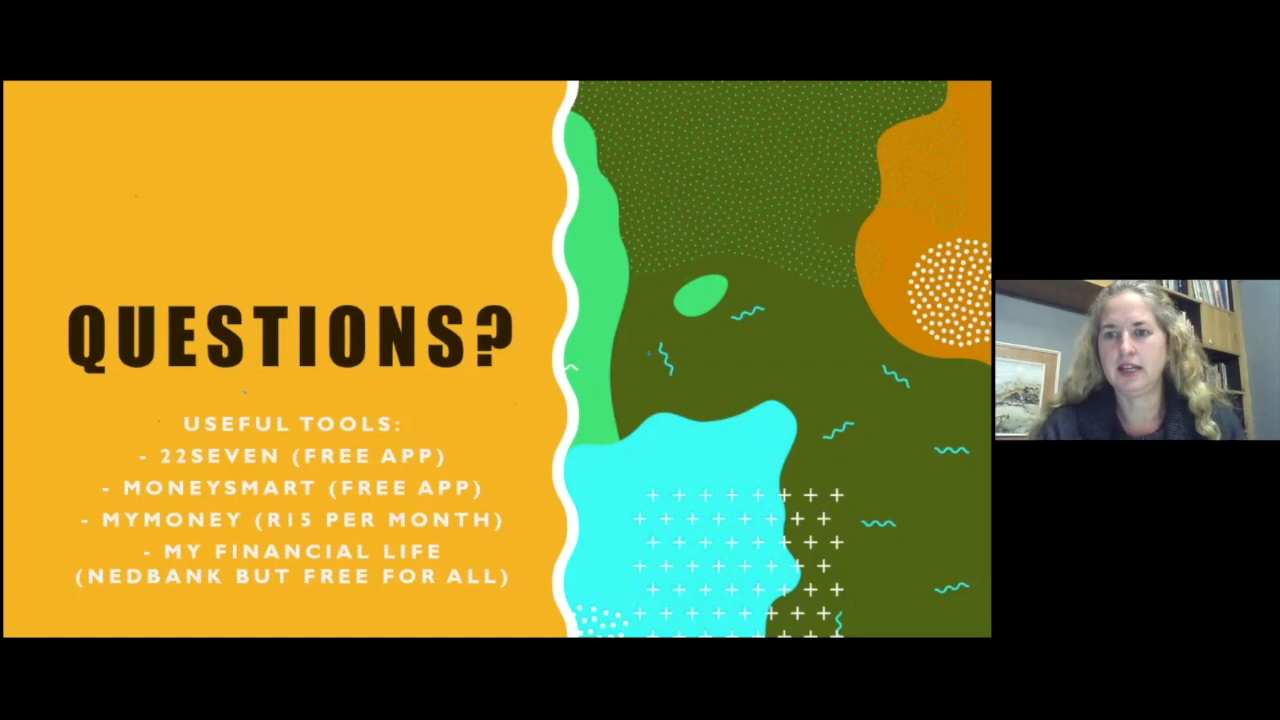 QUESTIONS?
USEFUL TOOLS:
- 22SEVEN (FREE APP)
- MONEYSMART (FREE APP)
- MYMONEY (R15 PER MONTH)
- MY FINANCIAL LIFE
(NEDBANK BUT FREE FOR ALL)